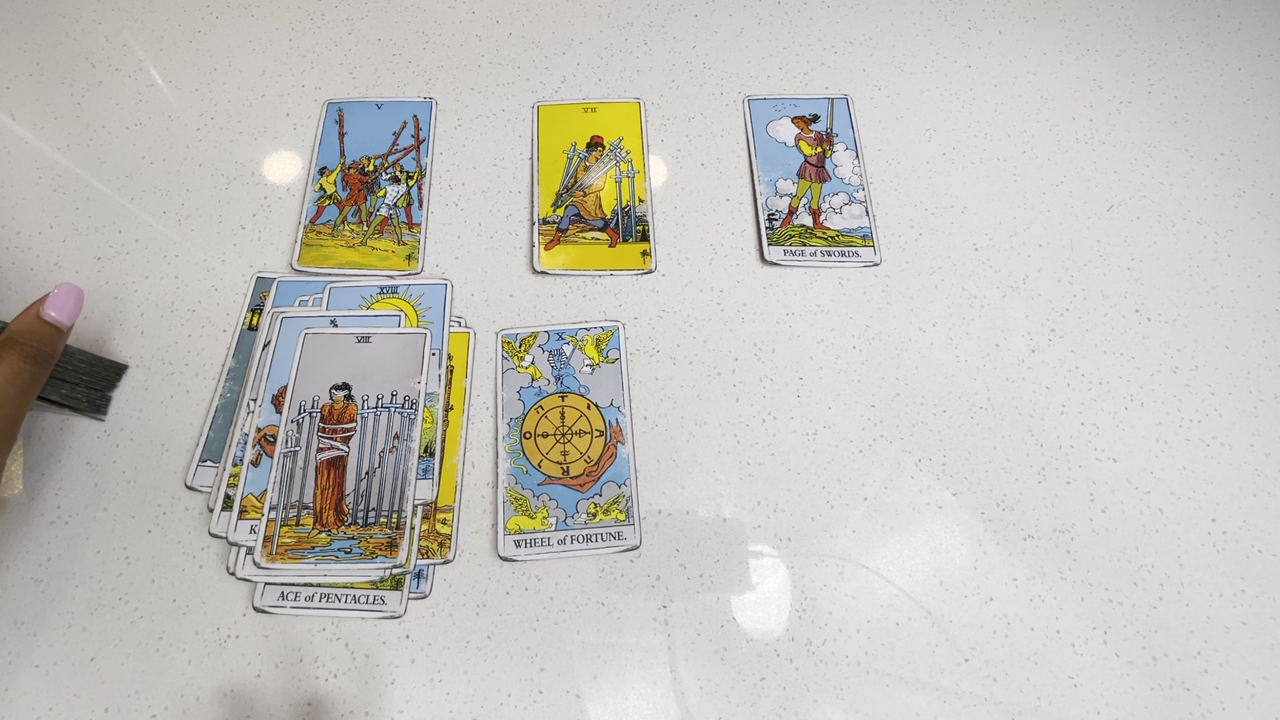 V
VII
PAGE of SWORDS.
XVIII
VIII
X
T
A
R
O
WHEEL of FORTUNE.
K
ACE of PENTACLES.